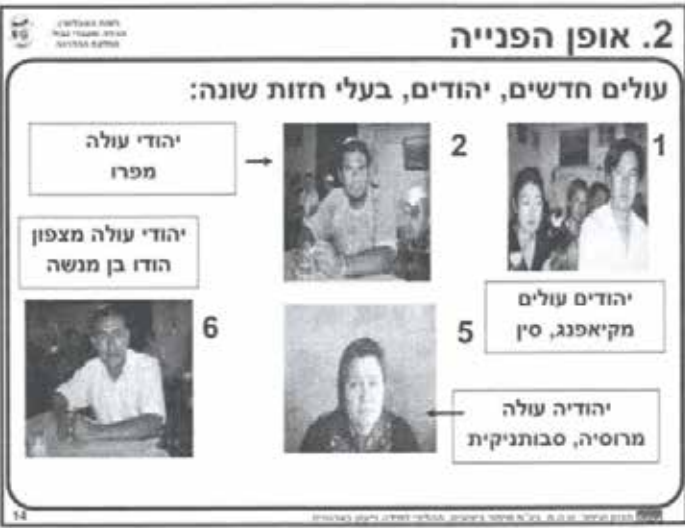 2. אופן הפנייה
עולים חדשים, יהודים, בעלי חזות שונה:
1
2
יהודי עולה
מפרו
יהודי עולה מצפון
הודו בן מנשה
יהודים עולים
מקיאפנג, סין
5
6
יהודיה עולה
מרוסיה, סבותניקית
14